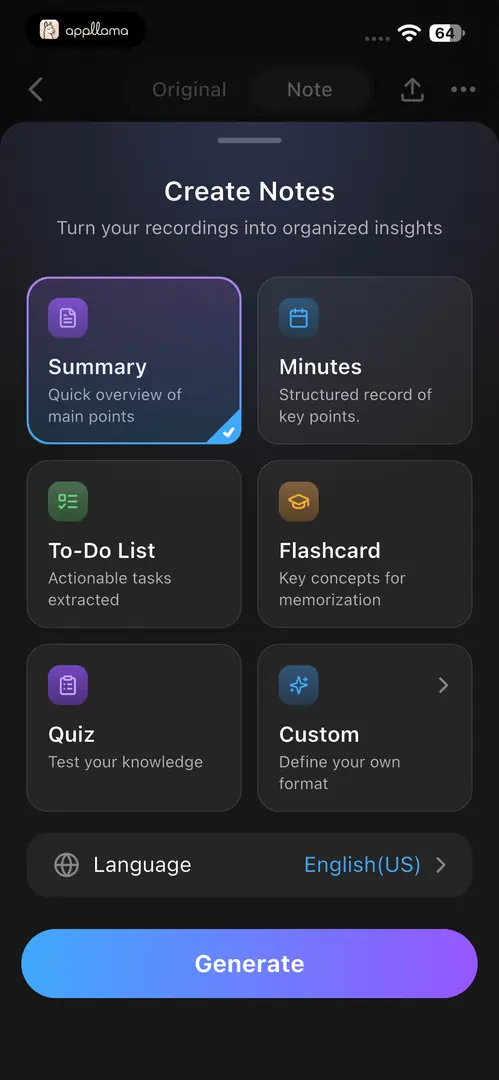 appllama
64
Original
Note
Create Notes
Turn your recordings into organized insights
Summary
Quick overview of
main points
Minutes
Structured record of
key points.
To-Do List
Actionable tasks
extracted
Flashcard
Key concepts for
memorization
Quiz
Test your knowledge
Custom
Define your own
format
Language
English(US)
Generate